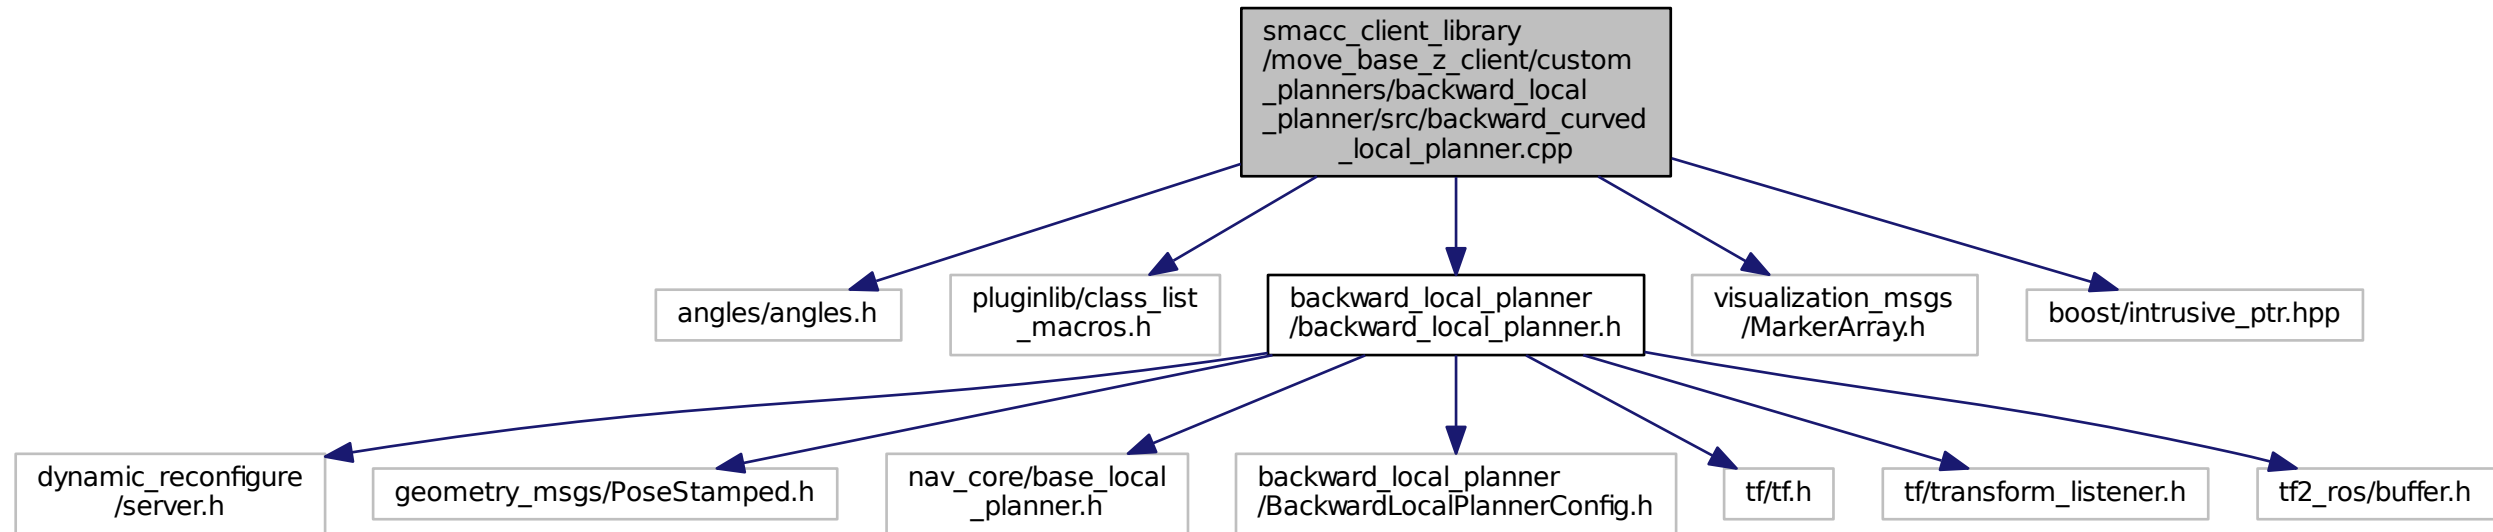 smacc_client_library
/move_base_z_client/custom
_planners/backward_local
_planner/src/backward_curved
_local_planner.cpp
angles/angles.h
pluginlib/class_list
_macros.h
backward_local_planner
/backward_local_planner.h
visualization_msgs
/MarkerArray.h
boost/intrusive_ptr.hpp
dynamic_reconfigure
/server.h
geometry_msgs/PoseStamped.h
nav_core/base_local
_planner.h
backward_local_planner
/BackwardLocalPlannerConfig.h
tf/tf.h
tf/transform_listener.h
tf2_ros/buffer.h